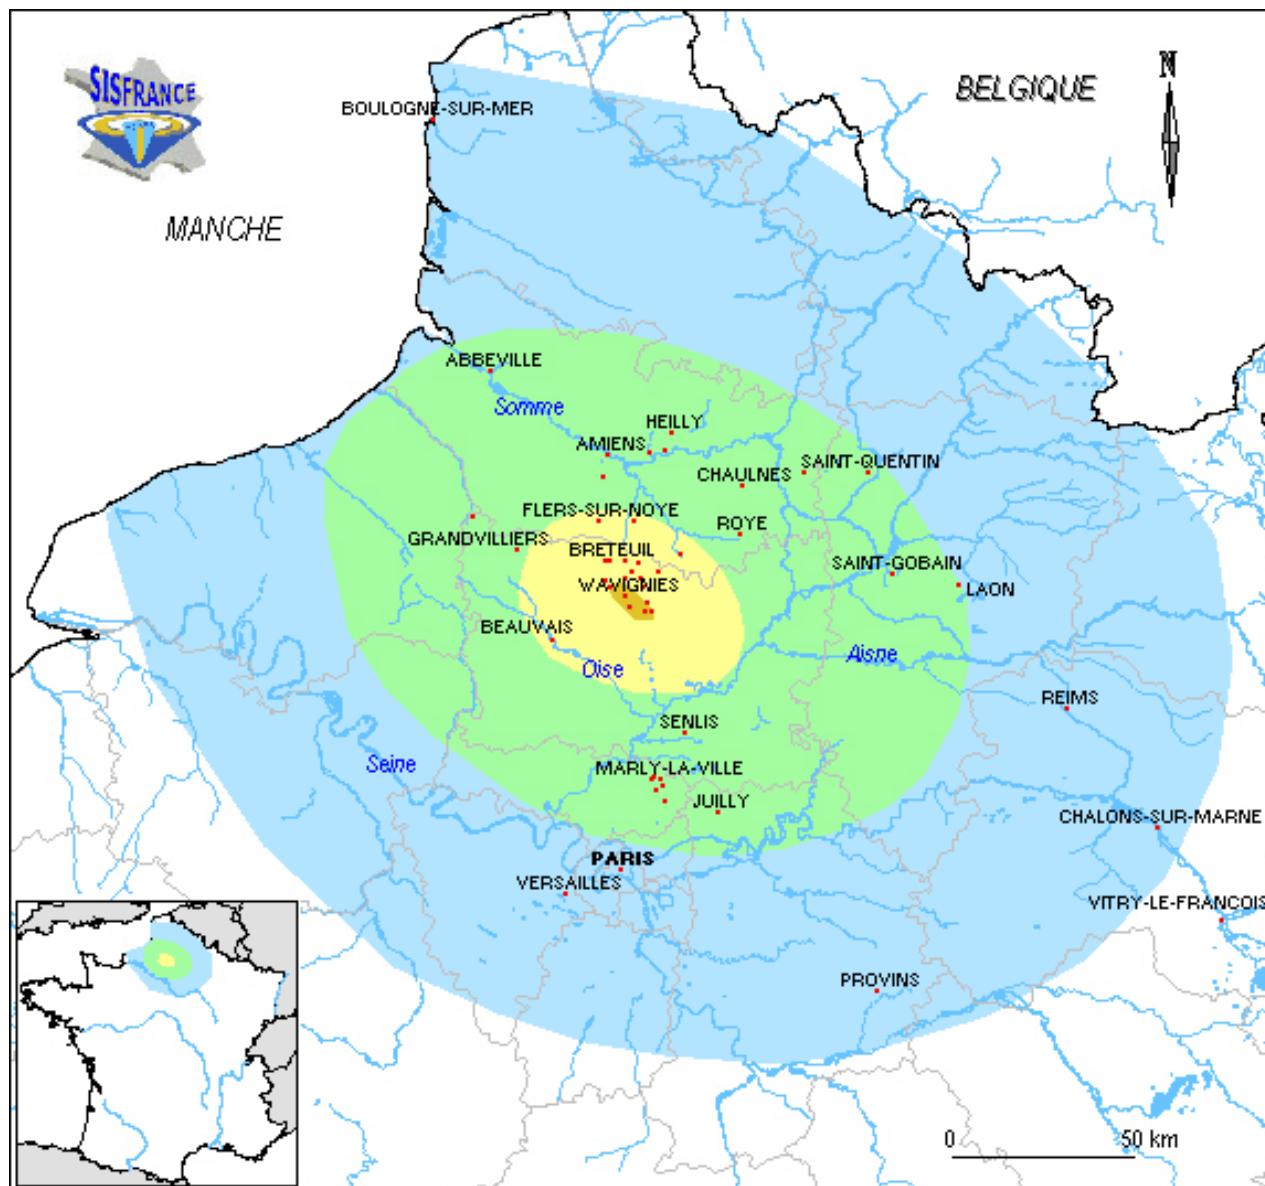 SISFRANCE
BELGIQUE
N
BOULOGNE-SUR-MER
MANCHE
ABBEVILLE
Somme
HEILLY
AMIENS
SAINT-QUENTIN
CHAULNES
FLERS-SUR-NOYE
ROYE
GRANDVILLIERS
BRETEUIL
SAINT-GOBAIN
WAVIGNIES
LAON
BEAUVAIS
Aisne
Oise
REIMS
SENLIS
Seine
MARLY-LA-VILLE
JUILLY
CHALONS-SUR-MARNE
PARIS
VERSAILLES
VITRY-LE-FRANCOIS
PROVINS
0 50 km